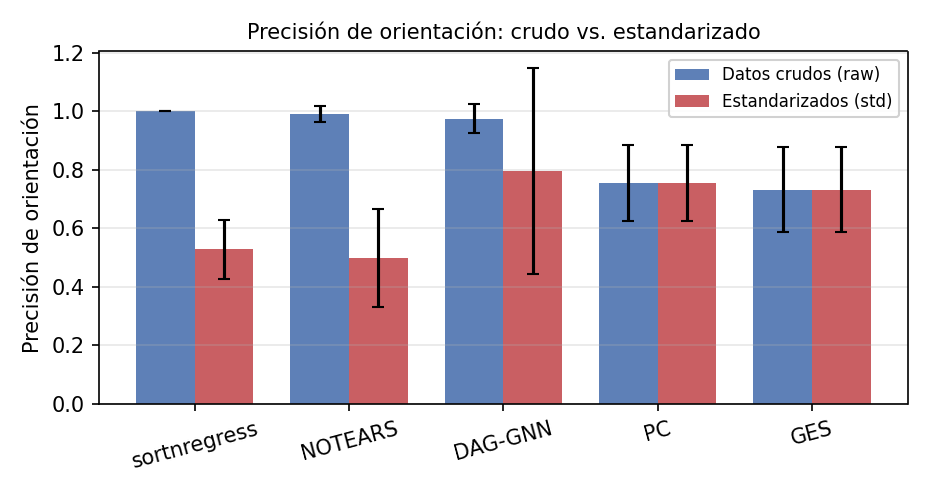 Precisión de orientación: crudo vs. estandarizado
Precisión de orientación
1.2
1.0
0.8
0.6
0.4
0.2
0.0
Datos crudos (raw)
Estandarizados (std)
sortnregress
NOTEARS
DAG-GNN
PC
GES